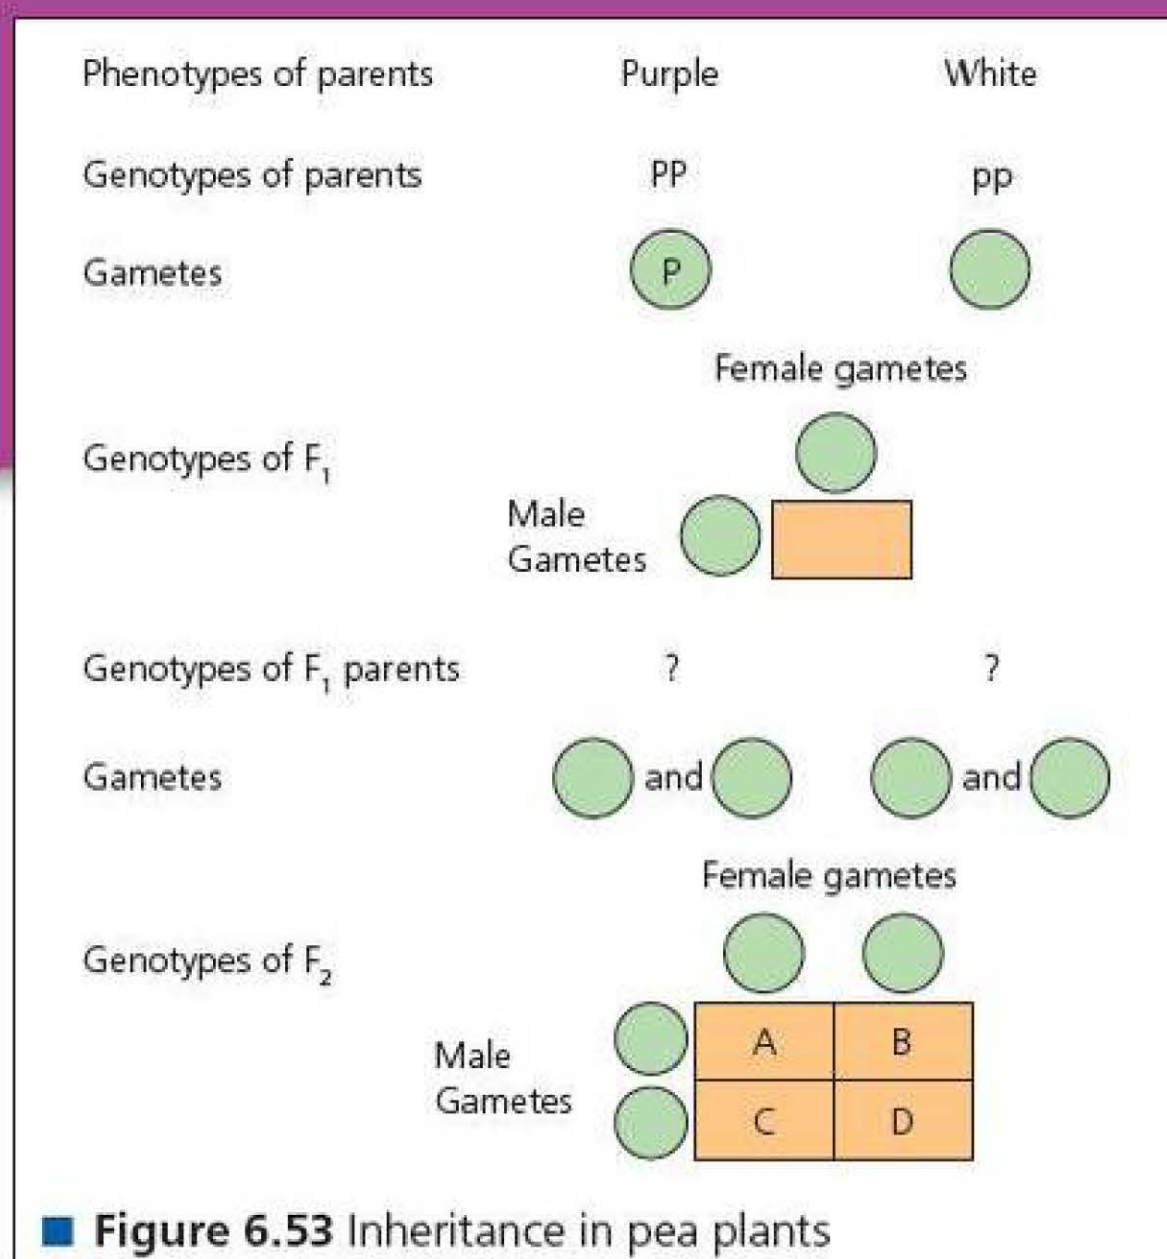 Phenotypes of parents Purple White
Genotypes of parents PP pp
Gametes P
Female gametes
Genotypes of F₁
Male
Gametes
Genotypes of F₁ parents ? ?
Gametes and and
Female gametes
Genotypes of F₂
A B
Male
Gametes
C D
■ Figure 6.53 Inheritance in pea plants